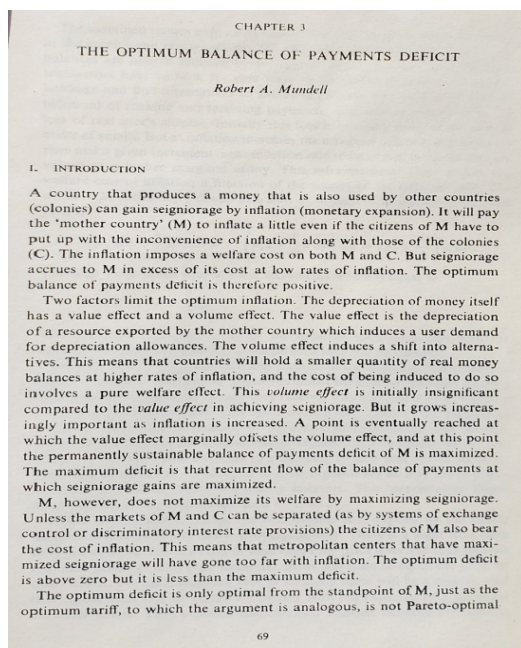 CHAPTER 3
THE OPTIMUM BALANCE OF PAYMENTS DEFICIT
Robert A. Mundell
1. INTRODUCTION
A country that produces a money that is also used by other countries
(colonies) can gain seigniorage by inflation (monetary expansion). It will pay
the ‘mother country’ (M) to inflate a little even if the citizens of M have to
put up with the inconvenience of inflation along with those of the colonies
(C). The inflation imposes a welfare cost on both M and C. But seigniorage
accrues to M in excess of its cost at low rates of inflation. The optimum
balance of payments deficit is therefore positive.
Two factors limit the optimum inflation. The depreciation of money itself
has a value effect and a volume effect. The value effect is the depreciation
of a resource exported by the mother country which induces a user demand
for depreciation allowances. The volume effect induces a shift into alterna-
tives. This means that countries will hold a smaller quantity of real money
balances at higher rates of inflation, and the cost of being induced to do so
involves a pure welfare effect. This volume effect is initially insignificant
compared to the value effect in achieving seigniorage. But it grows increas-
ingly important as inflation is increased. A point is eventually reached at
which the value effect marginally offsets the volume effect, and at this point
the permanently sustainable balance of payments deficit of M is maximized.
The maximum deficit is that recurrent flow of the balance of payments at
which seigniorage gains are maximized.
M, however, does not maximize its welfare by maximizing seigniorage.
Unless the markets of M and C can be separated (as by systems of exchange
control or discriminatory interest rate provisions) the citizens of M also bear
the cost of inflation. This means that metropolitan centers that have maxi-
mized seigniorage will have gone too far with inflation. The optimum deficit
is above zero but it is less than the maximum deficit.
The optimum deficit is only optimal from the standpoint of M, just as the
optimum tariff, to which the argument is analogous, is not Pareto-optimal
69